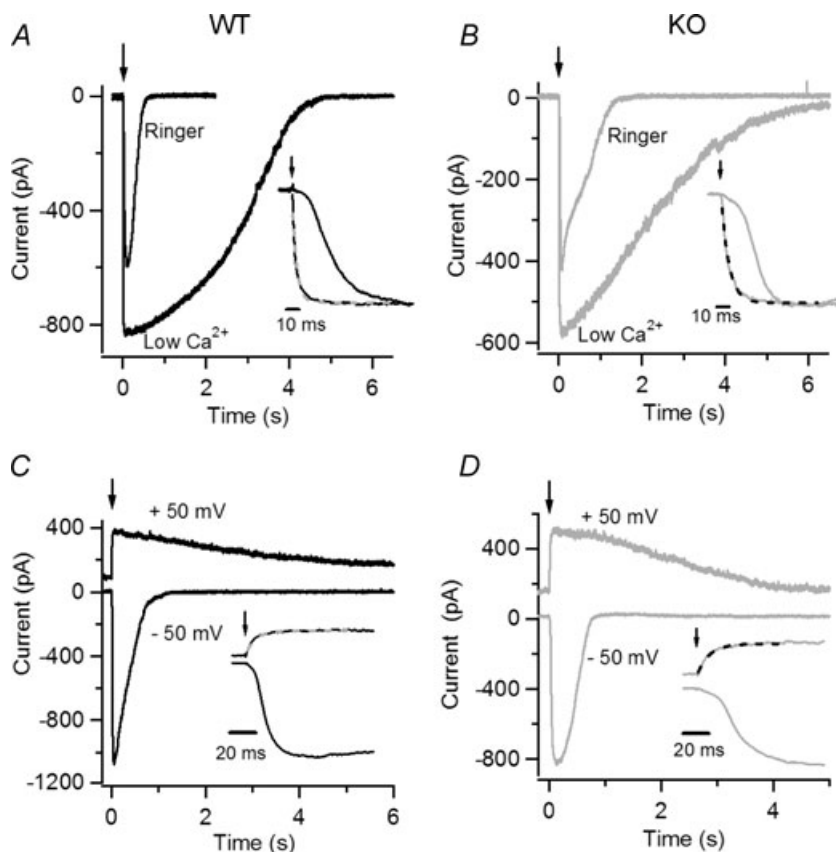 WT
KO
A
0
-400
-800
Current (pA)
Ringer
Low Ca²⁺
10 ms
0
2
4
6
Time (s)
B
0
-200
-400
-600
Current (pA)
Ringer
Low Ca²⁺
10 ms
0
2
4
6
Time (s)
C
400
0
-400
-800
-1200
Current (pA)
+ 50 mV
- 50 mV
20 ms
0
2
4
6
Time (s)
D
400
0
-400
-800
Current (pA)
+ 50 mV
- 50 mV
20 ms
0
2
4
Time (s)